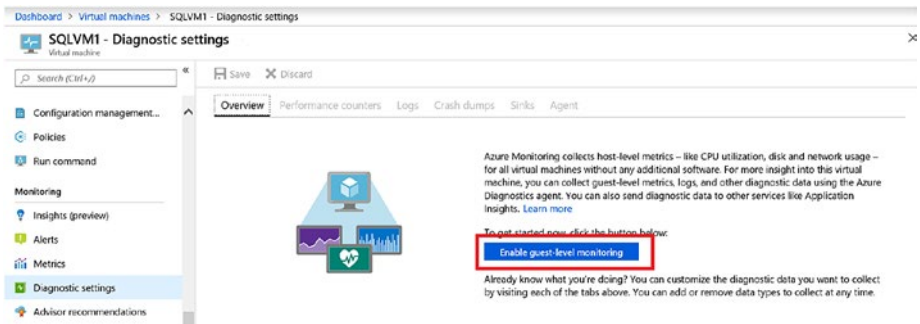 Dashboard > Virtual machines > SQLVM1 - Diagnostic settings
SQLVM1 - Diagnostic settings
Virtual machine
Search (Ctrl+/)
Configuration management...
Policies
Run command
Monitoring
Insights (preview)
Alerts
Metrics
Diagnostic settings
Advisor recommendations
Save Discard
Overview Performance counters Logs Crash dumps Sinks Agent
Azure Monitoring collects host-level metrics – like CPU utilization, disk and network usage –
for all virtual machines without any additional software. For more insight into this virtual
machine, you can collect guest-level metrics, logs, and other diagnostic data using the Azure
Diagnostics agent. You can also send diagnostic data to other services like Application
Insights. Learn more
To get started now, click the button below:
Enable guest-level monitoring
Already know what you're doing? You can customize the diagnostic data you want to collect
by visiting each of the tabs above. You can add or remove data types to collect at any time.